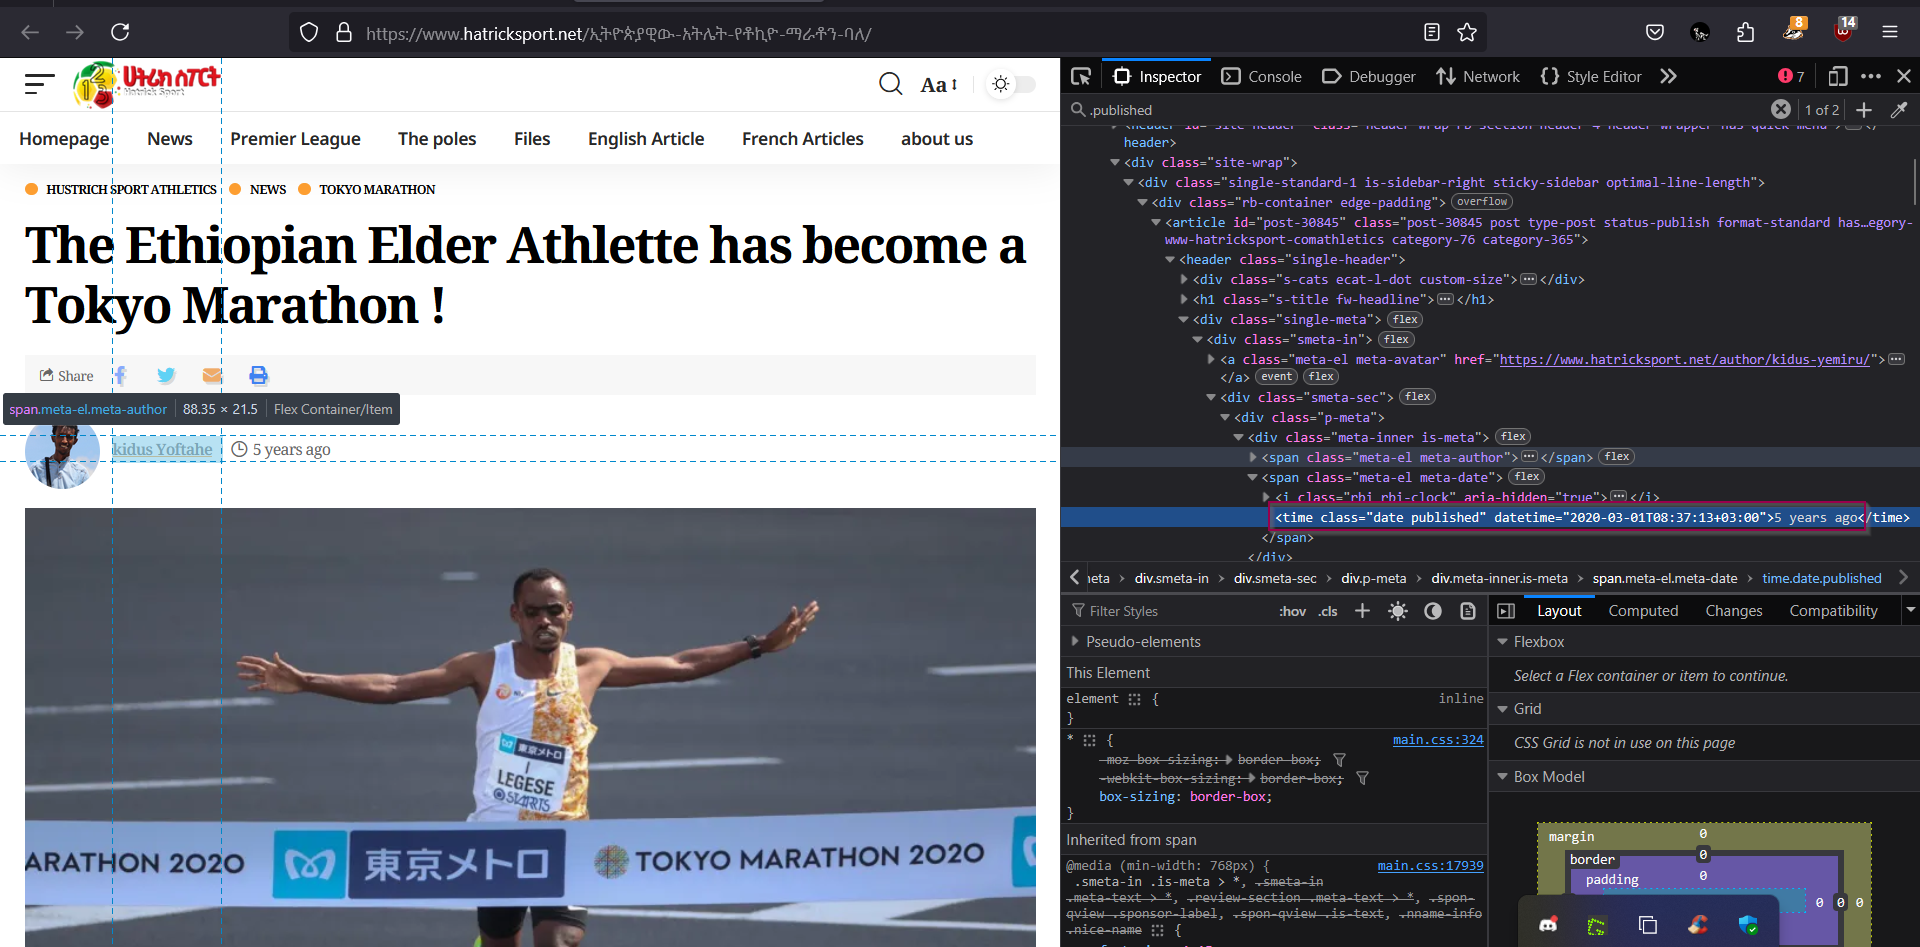 https://www.hatricksport.net/ኢትዮጵያዊው-አትሌት-የቶኪዮ-ማራቶን-ባለ/
8
14
ሀትሪክ ስፖርት
Hatrick Sport
Aa
Homepage
News
Premier League
The poles
Files
English Article
French Articles
about us
HUSTRICH SPORT ATHLETICS
NEWS
TOKYO MARATHON
The Ethiopian Elder Athlette has become a
Tokyo Marathon !
Share
span.meta-el.meta-author
88.35 × 21.5
Flex Container/Item
kidus Yoftahe
5 years ago
東京メトロ
LEGESE
STARTS
ARATHON 2020
東京メトロ
TOKYO MARATHON 2020
Inspector
Console
Debugger
Network
Style Editor
7
.published
1 of 2
header>
<div class="site-wrap">
<div class="single-standard-1 is-sidebar-right sticky-sidebar optimal-line-length">
<div class="rb-container edge-padding"> overflow
<article id="post-30845" class="post-30845 post type-post status-publish format-standard has…egory-
www-hatricksport-comathletics category-76 category-365">
<header class="single-header">
<div class="s-cats ecat-l-dot custom-size"> ··· </div>
<h1 class="s-title fw-headline"> ··· </h1>
<div class="single-meta"> flex
<div class="smeta-in"> flex
<a class="meta-el meta-avatar" href="https://www.hatricksport.net/author/kidus-yemiru/"> ···
</a> event flex
<div class="smeta-sec"> flex
<div class="p-meta">
<div class="meta-inner is-meta"> flex
<span class="meta-el meta-author"> ··· </span> flex
<span class="meta-el meta-date"> flex
<i class="rbi rbi-clock" aria-hidden="true"> ··· </i>
<time class="date published" datetime="2020-03-01T08:37:13+03:00">5 years ago</time>
</span>
</div>
meta
div.smeta-in
div.smeta-sec
div.p-meta
div.meta-inner.is-meta
span.meta-el.meta-date
time.date.published
Filter Styles
:hov
.cls
Pseudo-elements
This Element
element {
inline
}
* {
main.css:324
-moz-box-sizing: border-box;
-webkit-box-sizing: border-box;
box-sizing: border-box;
}
Inherited from span
@media (min-width: 768px) {
main.css:17939
.smeta-in .is-meta > *, .smeta-in
.meta-text > *, .review-section .meta-text > *, .spon-
qview .sponsor-label, .spon-qview .is-text, .nname-info
.nice-name {
Layout
Computed
Changes
Compatibility
Flexbox
Select a Flex container or item to continue.
Grid
CSS Grid is not in use on this page
Box Model
margin
0
border
0
padding
0
0
0
0